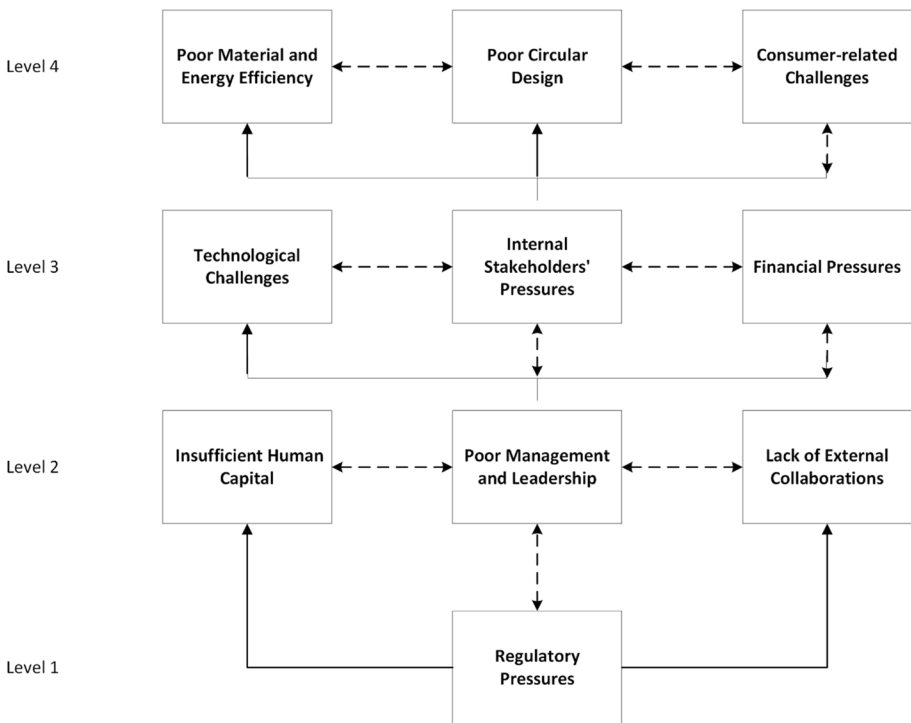 Level 4
Poor Material and
Energy Efficiency
Poor Circular
Design
Consumer-related
Challenges
Level 3
Technological
Challenges
Internal
Stakeholders'
Pressures
Financial Pressures
Level 2
Insufficient Human
Capital
Poor Management
and Leadership
Lack of External
Collaborations
Level 1
Regulatory
Pressures